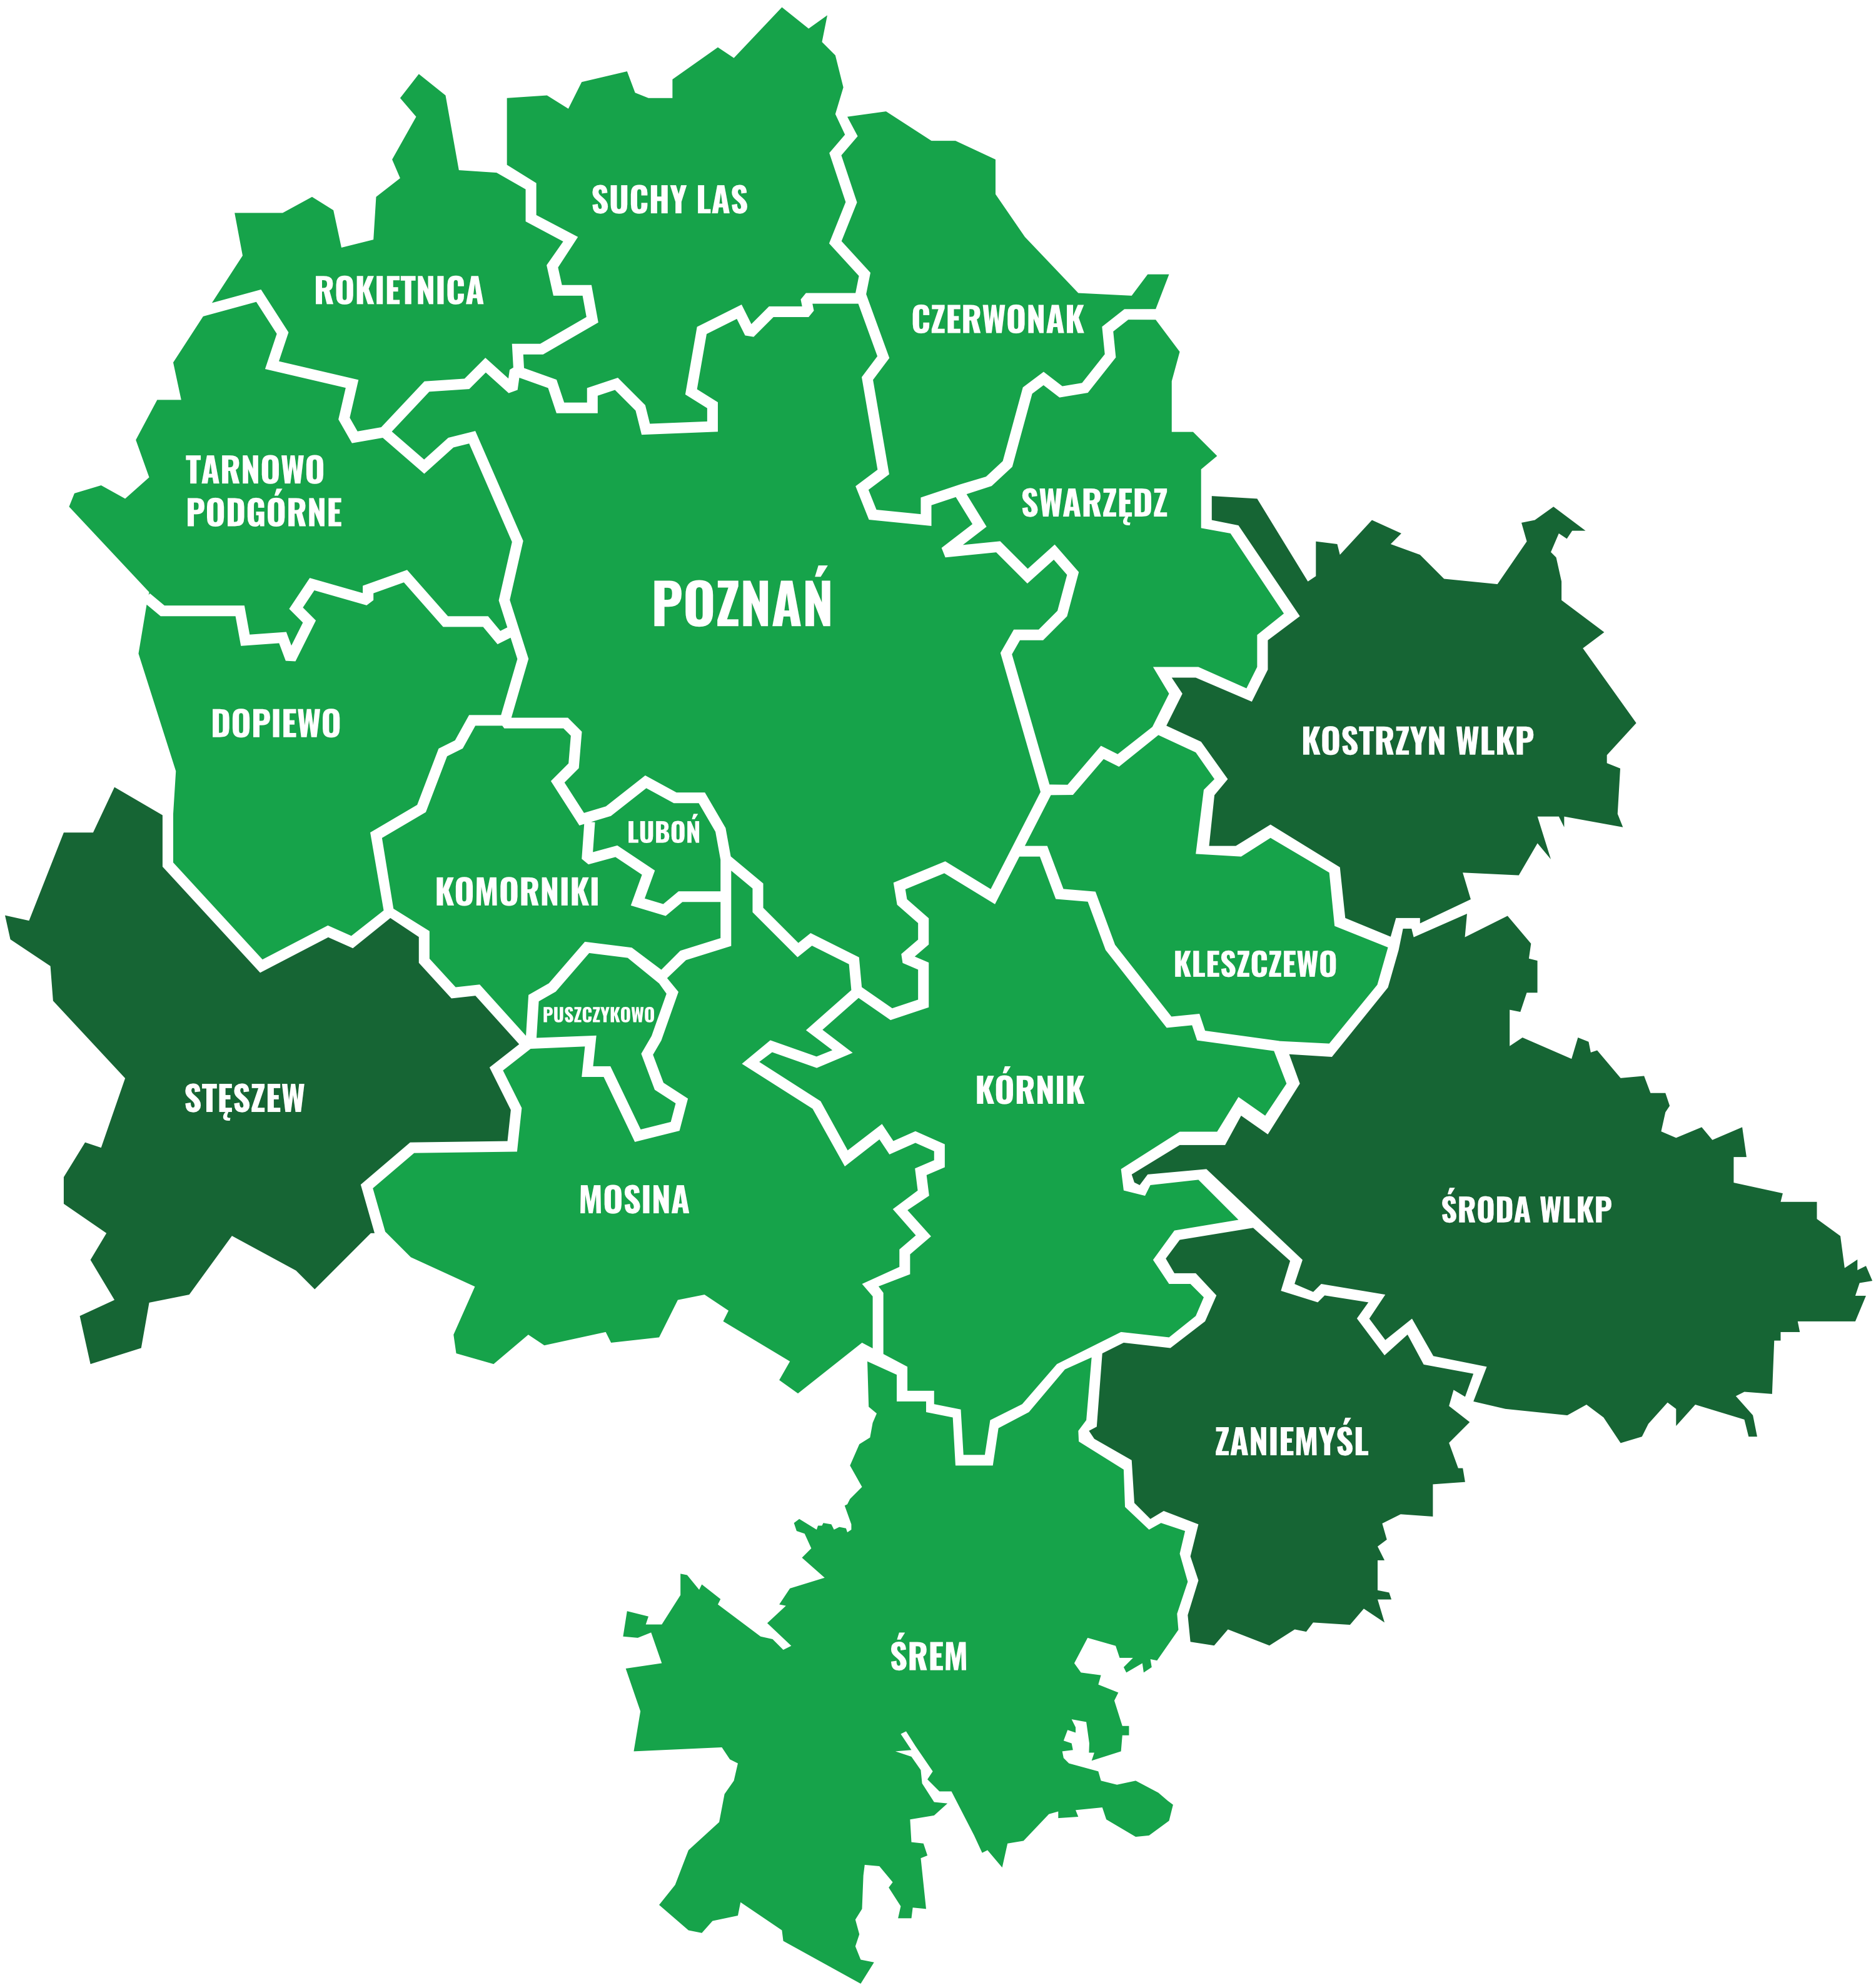 SUCHY LAS
ROKIETNICA
CZERWONAK
TARNOWO
PODGÓRNE
SWARZĘDZ
POZNAŃ
DOPIEWO
KOSTRZYN WLKP
LUBOŃ
KOMORNIKI
KLESZCZEWO
PUSZCZYKOWO
STĘSZEW
KÓRNIK
MOSINA
ŚRODA WLKP
ZANIEMYŚL
ŚREM